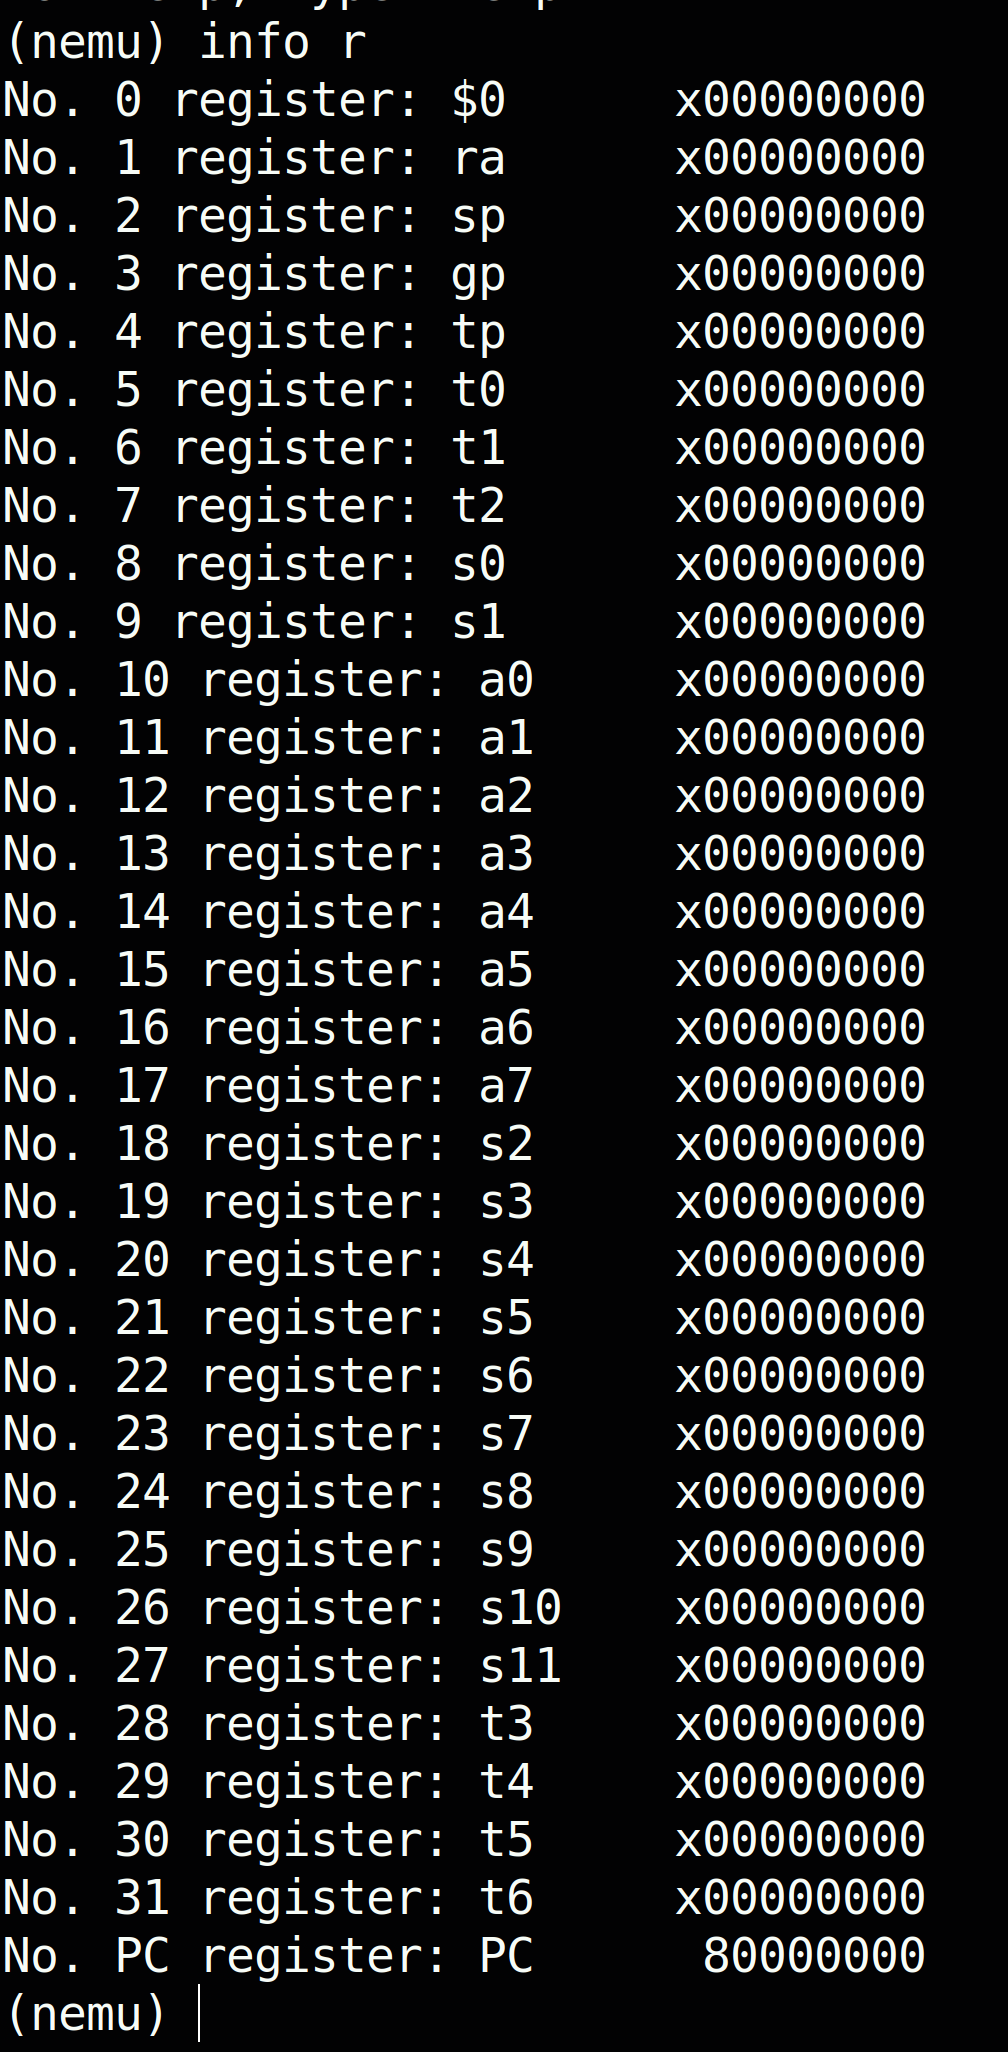 (nemu) info r
No. 0 register: $0      x00000000
No. 1 register: ra      x00000000
No. 2 register: sp      x00000000
No. 3 register: gp      x00000000
No. 4 register: tp      x00000000
No. 5 register: t0      x00000000
No. 6 register: t1      x00000000
No. 7 register: t2      x00000000
No. 8 register: s0      x00000000
No. 9 register: s1      x00000000
No. 10 register: a0     x00000000
No. 11 register: a1     x00000000
No. 12 register: a2     x00000000
No. 13 register: a3     x00000000
No. 14 register: a4     x00000000
No. 15 register: a5     x00000000
No. 16 register: a6     x00000000
No. 17 register: a7     x00000000
No. 18 register: s2     x00000000
No. 19 register: s3     x00000000
No. 20 register: s4     x00000000
No. 21 register: s5     x00000000
No. 22 register: s6     x00000000
No. 23 register: s7     x00000000
No. 24 register: s8     x00000000
No. 25 register: s9     x00000000
No. 26 register: s10    x00000000
No. 27 register: s11    x00000000
No. 28 register: t3     x00000000
No. 29 register: t4     x00000000
No. 30 register: t5     x00000000
No. 31 register: t6     x00000000
No. PC register: PC      80000000
(nemu)